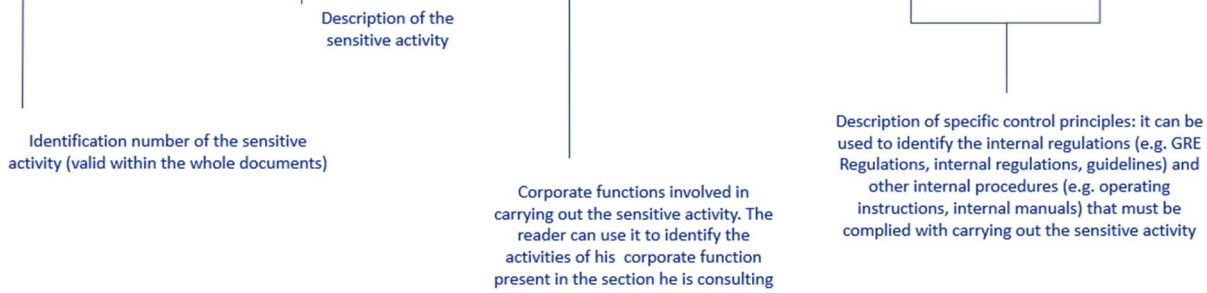 Description of the
sensitive activity
Identification number of the sensitive
activity (valid within the whole documents)
Corporate functions involved in
carrying out the sensitive activity. The
reader can use it to identify the
activities of his corporate function
present in the section he is consulting
Description of specific control principles: it can be
used to identify the internal regulations (e.g. GRE
Regulations, internal regulations, guidelines) and
other internal procedures (e.g. operating
instructions, internal manuals) that must be
complied with carrying out the sensitive activity